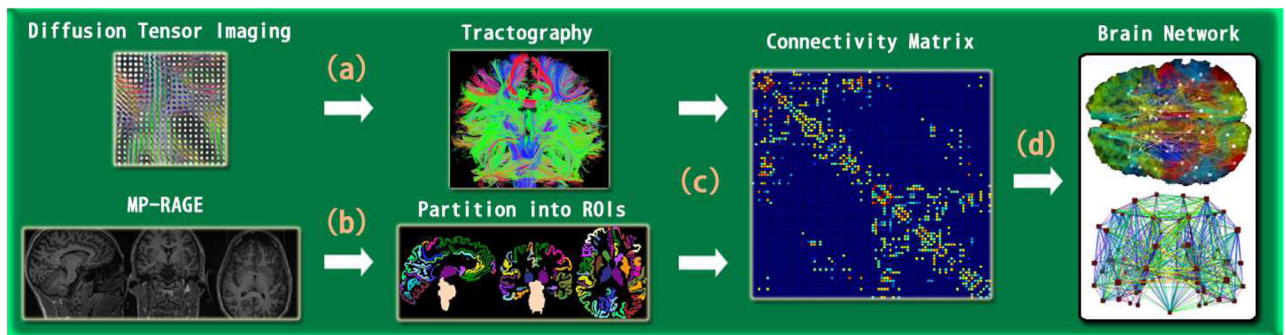 Diffusion Tensor Imaging
(a)
Tractography
Connectivity Matrix
Brain Network
MP-RAGE
(b)
Partition into ROIs
(c)
(d)